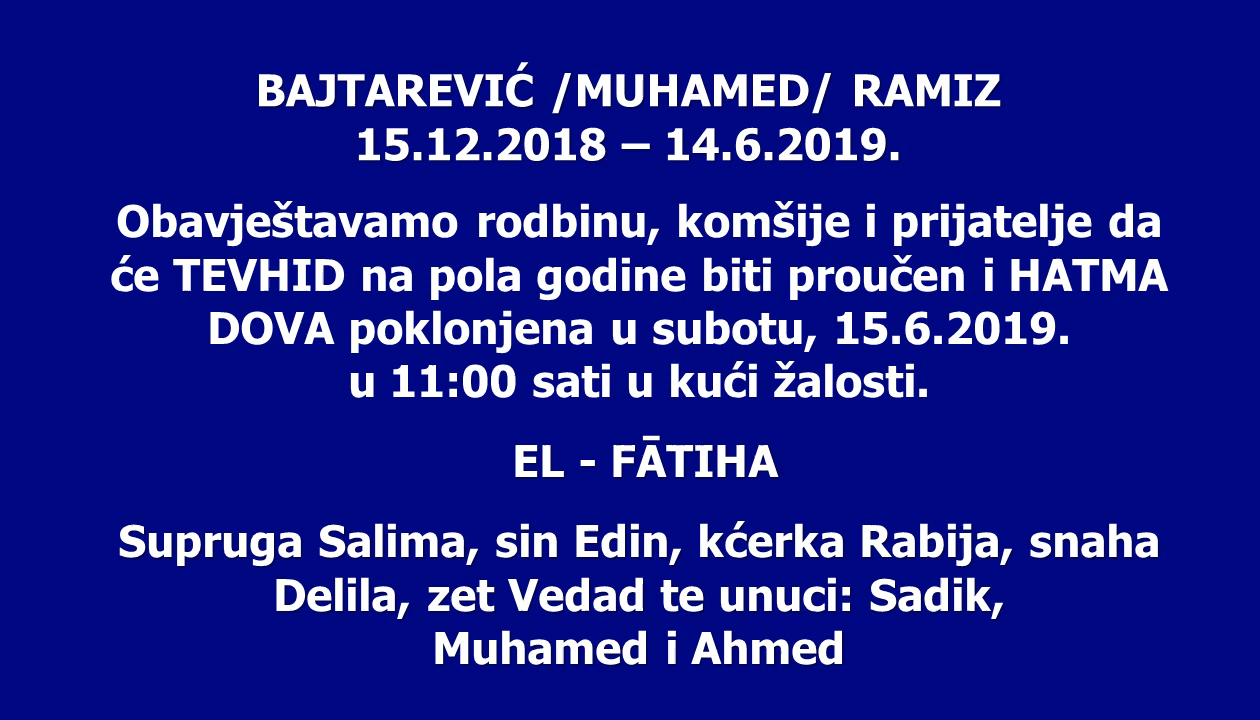 BAJTAREVIĆ /MUHAMED/ RAMIZ
15.12.2018 – 14.6.2019.
Obavještavamo rodbinu, komšije i prijatelje da
će TEVHID na pola godine biti proučen i HATMA
DOVA poklonjena u subotu, 15.6.2019.
u 11:00 sati u kući žalosti.
EL - FĀTIHA
Supruga Salima, sin Edin, kćerka Rabija, snaha
Delila, zet Vedad te unuci: Sadik,
Muhamed i Ahmed